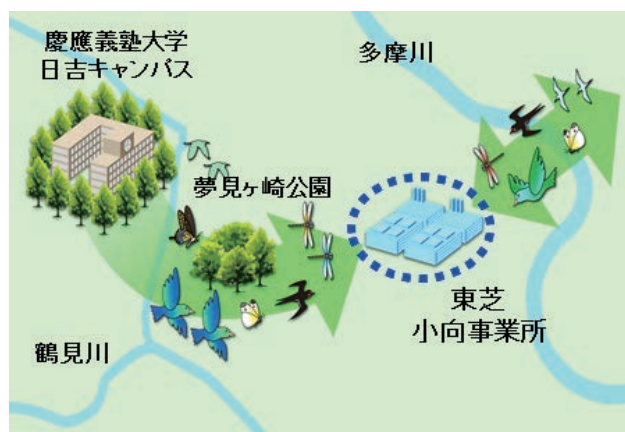 慶應義塾大学
日吉キャンパス
多摩川
夢見ヶ崎公園
東芝
小向事業所
鶴見川